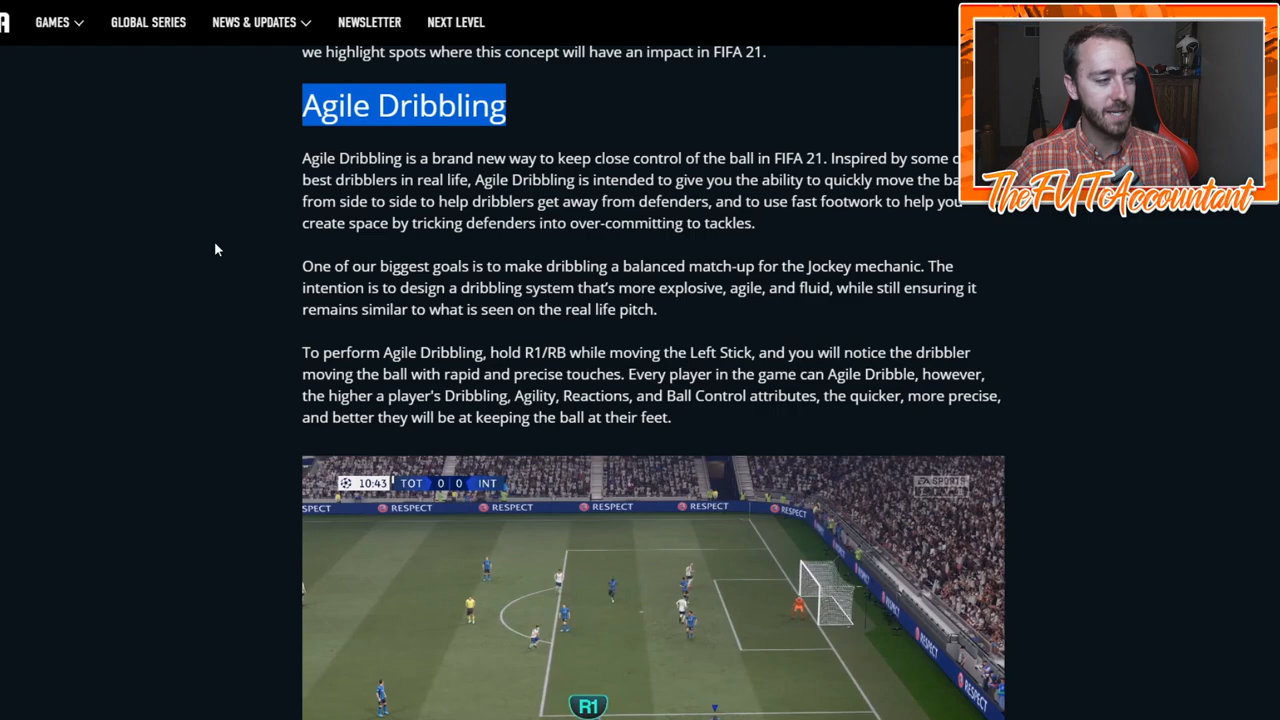 GAMES GLOBAL SERIES NEWS & UPDATES NEWSLETTER NEXT LEVEL
we highlight spots where this concept will have an impact in FIFA 21.
Agile Dribbling
Agile Dribbling is a brand new way to keep close control of the ball in FIFA 21. Inspired by some
best dribblers in real life, Agile Dribbling is intended to give you the ability to quickly move the
from side to side to help dribblers get away from defenders, and to use fast footwork to help you
create space by tricking defenders into over-committing to tackles.
TheFUTAccountant
One of our biggest goals is to make dribbling a balanced match-up for the Jockey mechanic. The
intention is to design a dribbling system that's more explosive, agile, and fluid, while still ensuring it
remains similar to what is seen on the real life pitch.
To perform Agile Dribbling, hold R1/RB while moving the Left Stick, and you will notice the dribbler
moving the ball with rapid and precise touches. Every player in the game can Agile Dribble, however,
the higher a player's Dribbling, Agility, Reactions, and Ball Control attributes, the quicker, more precise,
and better they will be at keeping the ball at their feet.
10:43 TOT 0 0 INT
EA SPORTS
RESPECT RESPECT RESPECT RESPECT RESPECT
R1